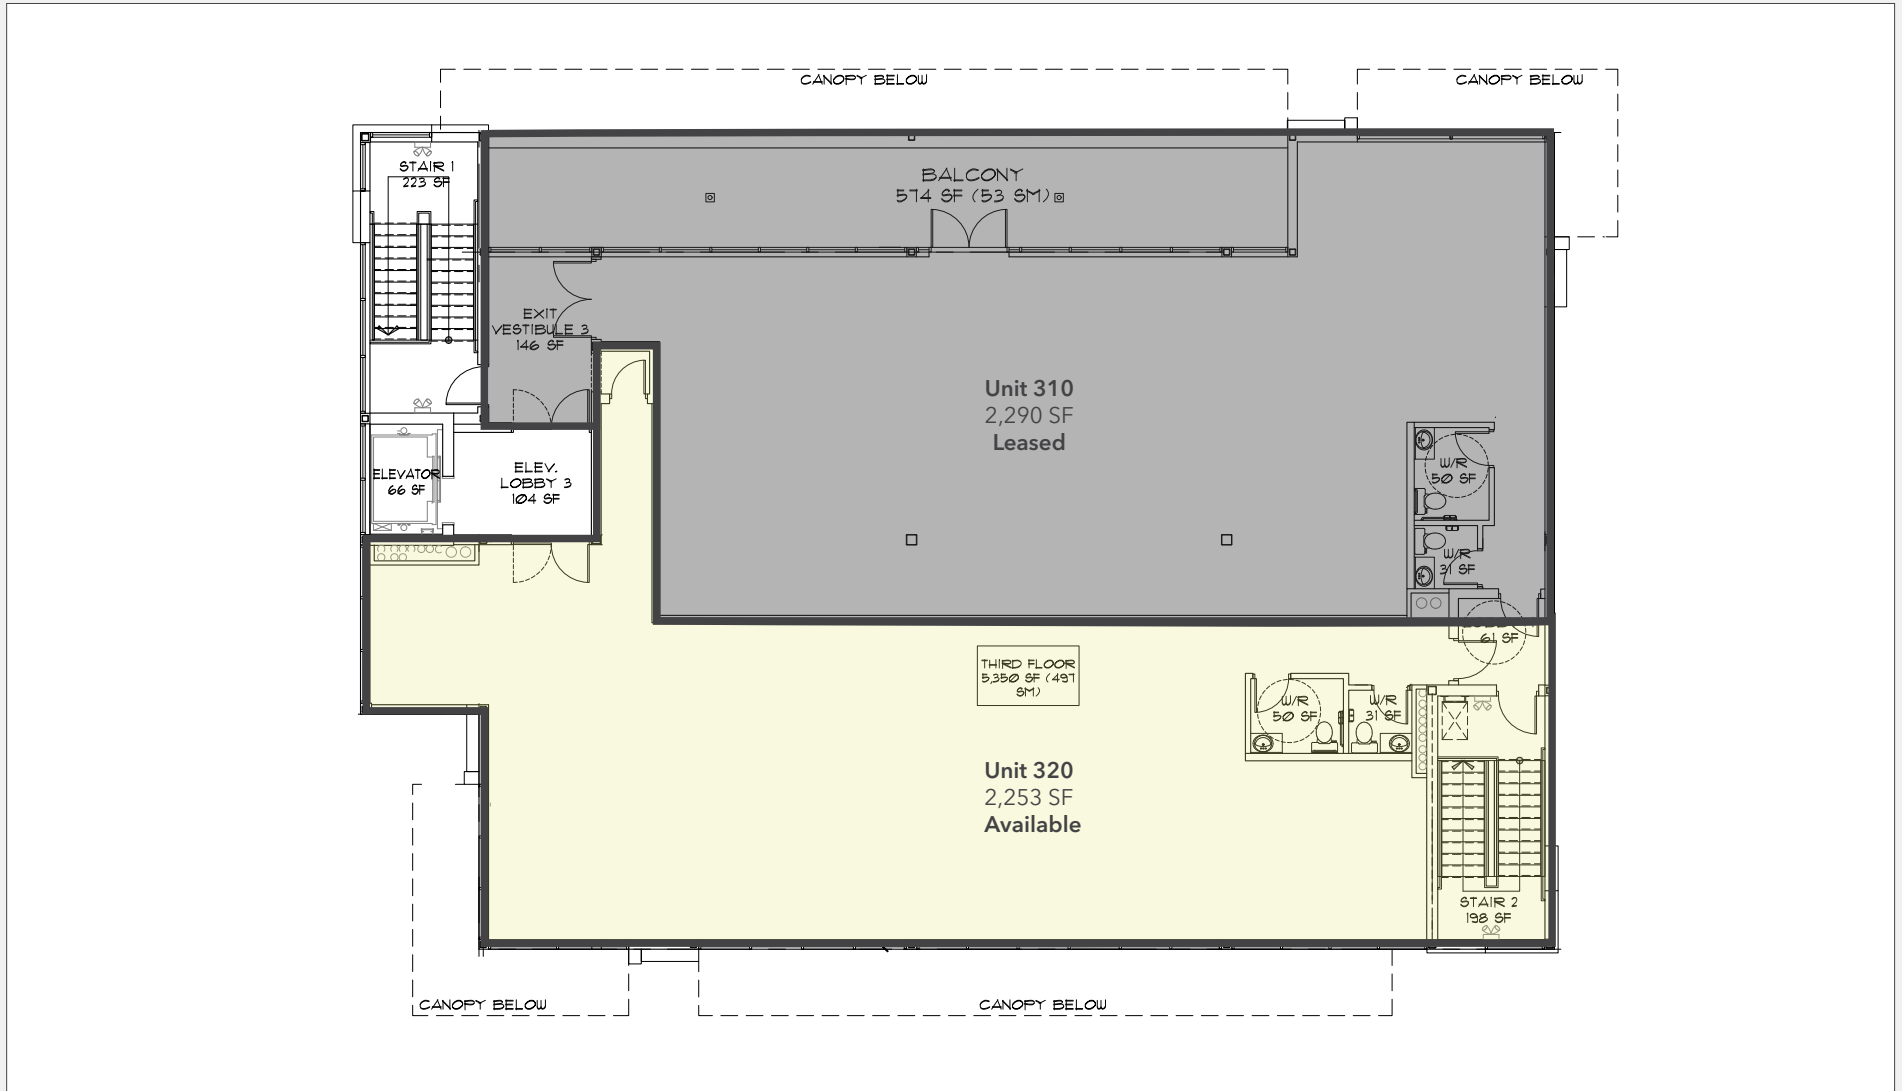 CANOPY BELOW
CANOPY BELOW
STAIR 1
223 SF
BALCONY
574 SF (53 SM)
EXIT
VESTIBULE 3
146 SF
Unit 310
2,290 SF
Leased
ELEVATOR
66 SF
ELEV.
LOBBY 3
104 SF
W/R
50 SF
W/R
31 SF
61 SF
THIRD FLOOR
5,350 SF (497
SM)
W/R
50 SF
W/R
31 SF
Unit 320
2,253 SF
Available
STAIR 2
198 SF
CANOPY BELOW
CANOPY BELOW